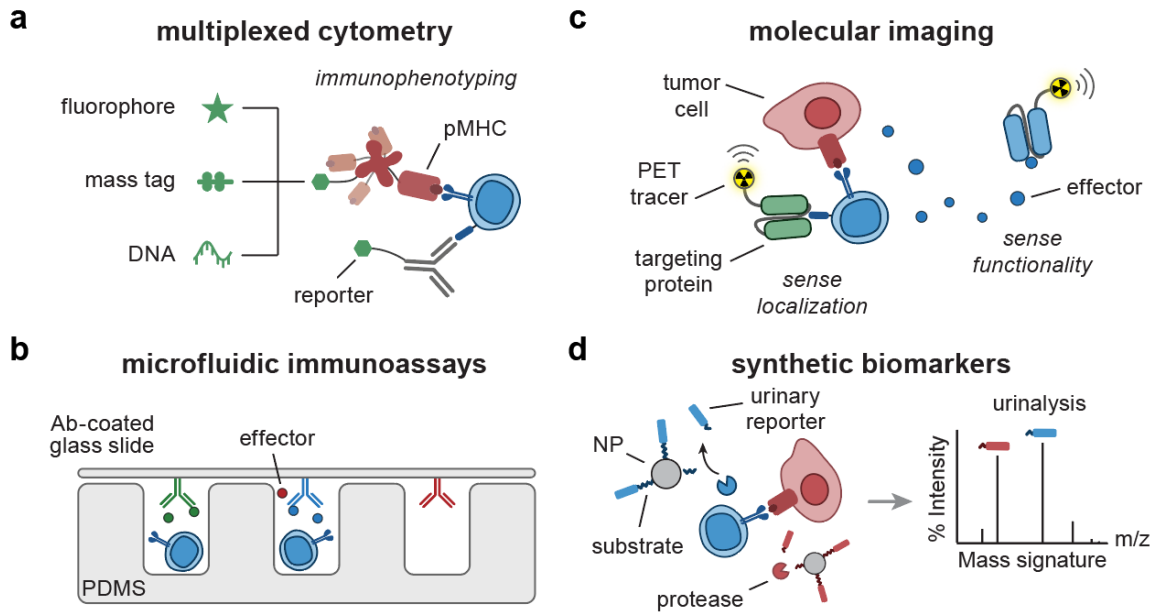 a
multiplexed cytometry
immunophenotyping
fluorophore
pMHC
mass tag
DNA
reporter
b
microfluidic immunoassays
Ab-coated
glass slide
effector
PDMS
c
molecular imaging
tumor
cell
PET
tracer
effector
targeting
protein
sense
localization
sense
functionality
d
synthetic biomarkers
urinary
reporter
urinalysis
NP
substrate
protease
% Intensity
m/z
Mass signature